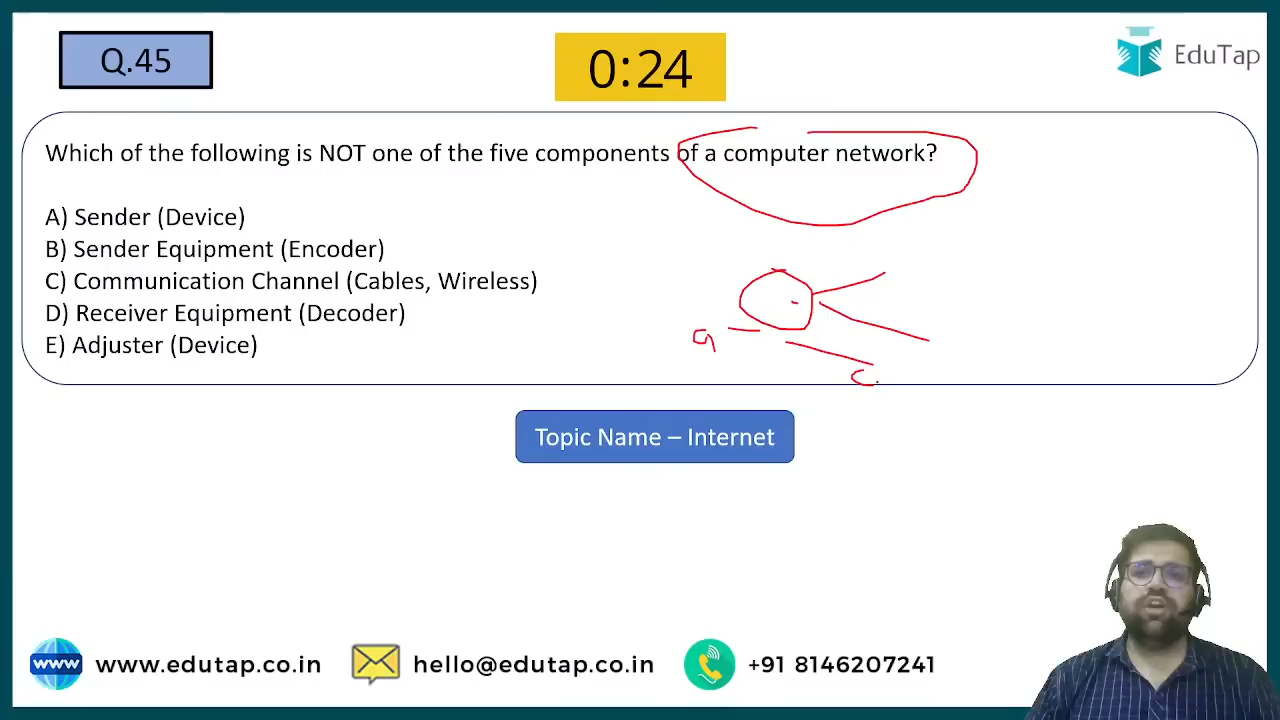 Q.45
0:24
EduTap
Which of the following is NOT one of the five components of a computer network?
A) Sender (Device)
B) Sender Equipment (Encoder)
C) Communication Channel (Cables, Wireless)
D) Receiver Equipment (Decoder)
E) Adjuster (Device)
Topic Name – Internet
www
www.edutap.co.in
hello@edutap.co.in
+91 8146207241